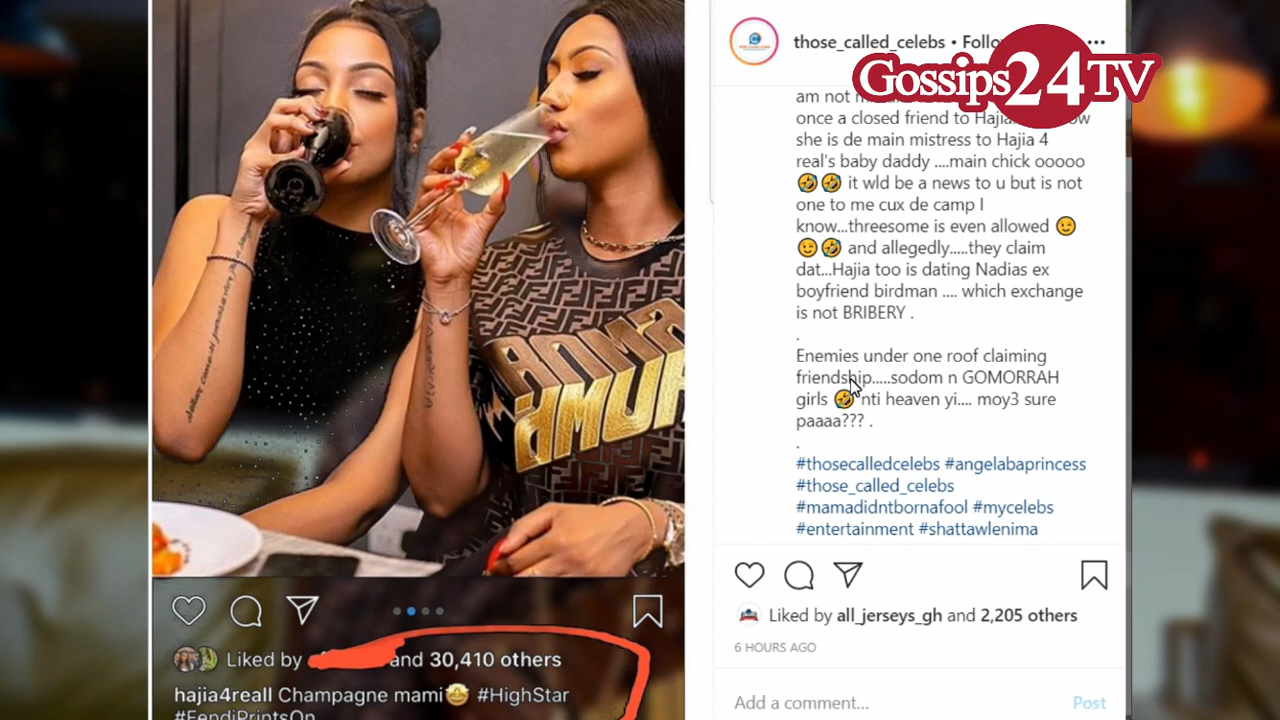 those_called_celebs • Follo
Gossips24TV
am not m
once a closed friend to Hajia
she is de main mistress to Hajia 4
real's baby daddy ....main chick ooooo
🤣🤣 it wld be a news to u but is not
one to me cux de camp I
know...threesome is even allowed 😉
😉🤣 and allegedly.....they claim
dat...Hajia too is dating Nadias ex
boyfriend birdman .... which exchange
is not BRIBERY .
.
Enemies under one roof claiming
friendship.....sodom n GOMORRAH
girls 🤣 nti heaven yi.... moy3 sure
paaaa??? .
.
#thosecalledcelebs #angelabaprincess
#those_called_celebs
#mamadidntbornafool #mycelebs
#entertainment #shattawlenima
Liked by all_jerseys_gh and 2,205 others
6 HOURS AGO
Add a comment... Post
Liked by and 30,410 others
hajia4reall Champagne mami🤩 #HighStar
#FendiPrintsOn